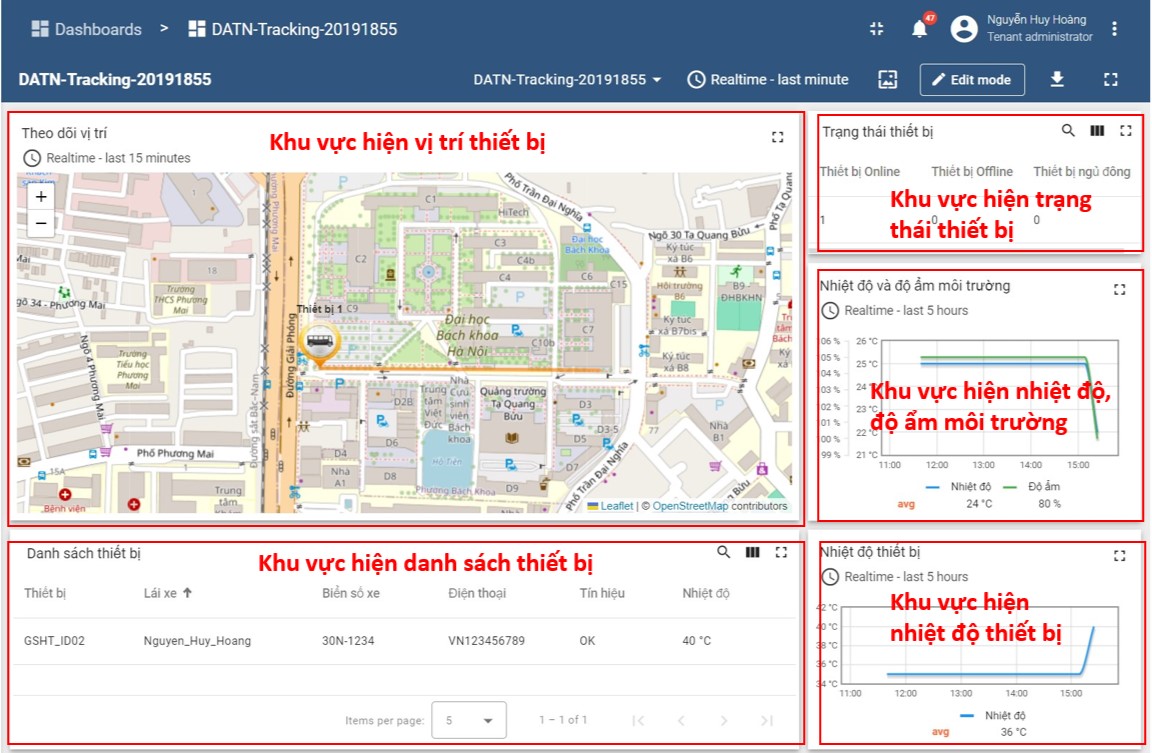 Dashboards > DATN-Tracking-20191855
47
Nguyễn Huy Hoàng
Tenant administrator
DATN-Tracking-20191855
DATN-Tracking-20191855
Realtime - last minute
Edit mode
Theo dõi vị trí
Khu vực hiện vị trí thiết bị
Realtime - last 15 minutes
+
−
Phố Trần Đại Nghĩa
Phố Tạ Quang
C1
HiTech
Đại học
Bách Khoa
Ngõ 30 Tạ Quang Bửu
C2
C3
C4b
C4
C6
C15
Ký túc
xá B6
Hội trường
B6
B9 -
ĐHBKHN
18
Trường
THCS Phương
Mai
Đường Giải Phóng
Thiết bị 1
C9
P
Đại học
Bách khoa
Hà Nội
C7
C10b
Ký túc
xá B7bis
Ký túc
xá B8
Ngõ 4 Phương Mai
Trường
Tiểu học
Phương
Mai
Đường sắt Bắc-Nam
D2B
Trung
tâm
Việt
Đức
Nhà
Cựu
sinh
viên
Bách
khoa
Quảng trường
Tạ Quang
Bửu
D3
D3-5
D5
D6
D4
Nhà
A1
D8
Hồ Tiền
Phường Bách Khoa
D9
D7
Phố Trần Đại Nghĩa
Nhà
B1
Phố Phương Mai
15A
Bệnh viện
Trung
tâm
Leaflet | © OpenStreetMap contributors
Trạng thái thiết bị
Thiết bị Online
Thiết bị Offline
Thiết bị ngủ đông
Khu vực hiện trạng
thái thiết bị
1
0
0
Nhiệt độ và độ ẩm môi trường
Realtime - last 5 hours
26 °C
25 °C
24 °C
23 °C
22 °C
21 °C
Khu vực hiện nhiệt độ,
độ ẩm môi trường
11:00 12:00 13:00 14:00 15:00
Nhiệt độ Độ ẩm
avg 24 °C 80 %
Danh sách thiết bị
Khu vực hiện danh sách thiết bị
Thiết bị Lái xe Biển số xe Điện thoại Tín hiệu Nhiệt độ
GSHT_ID02 Nguyen_Huy_Hoang 30N-1234 VN123456789 OK 40 °C
Items per page: 5 1 – 1 of 1
Nhiệt độ thiết bị
Realtime - last 5 hours
42 °C
40 °C
38 °C
36 °C
34 °C
Khu vực hiện
nhiệt độ thiết bị
11:00 12:00 13:00 14:00 15:00
Nhiệt độ
avg 36 °C